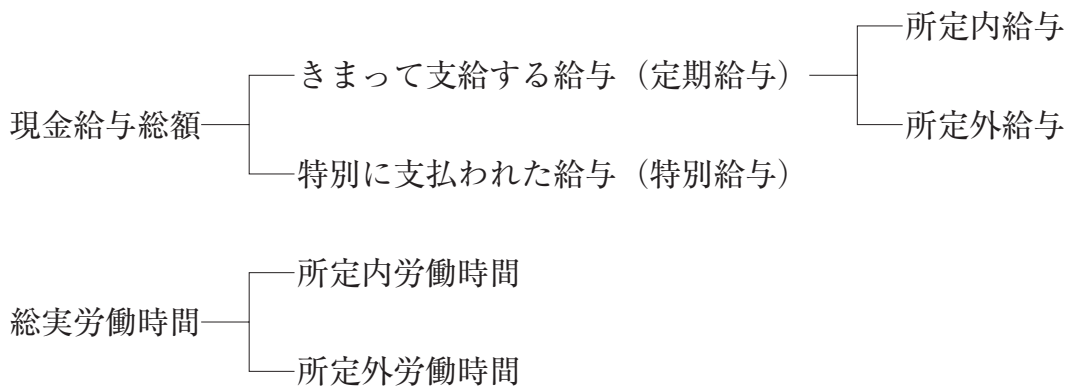 所定内給与
きまって支給する給与（定期給与）
現金給与総額
所定外給与
特別に支払われた給与（特別給与）
所定内労働時間
総実労働時間
所定外労働時間